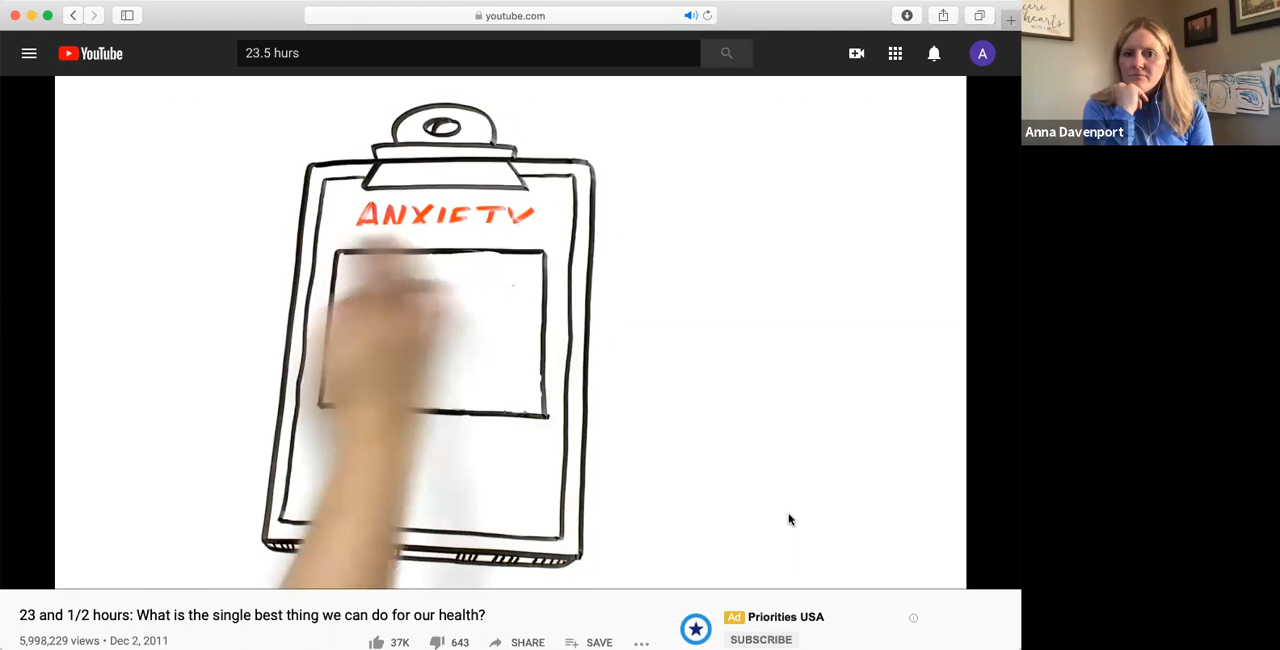 youtube.com
YouTube
23.5 hurs
A
ANXIETY
Anna Davenport
23 and 1/2 hours: What is the single best thing we can do for our health?
5,998,229 views • Dec 2, 2011
37K
643
SHARE
SAVE
Ad Priorities USA
SUBSCRIBE